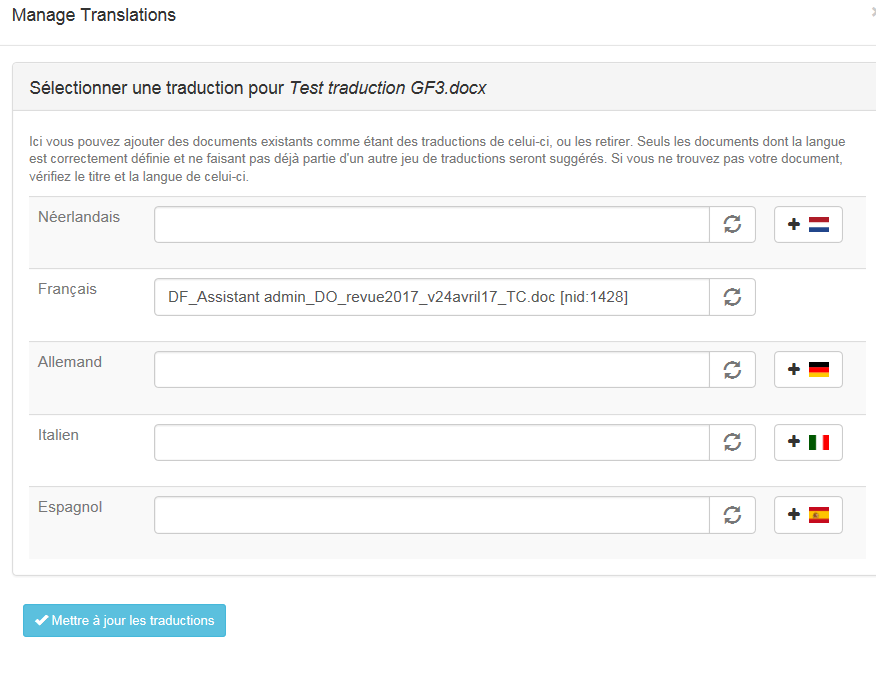 Manage Translations
Sélectionner une traduction pour Test traduction GF3.docx
Ici vous pouvez ajouter des documents existants comme étant des traductions de celui-ci, ou les retirer. Seuls les documents dont la langue
est correctement définie et ne faisant pas déjà partie d'un autre jeu de traductions seront suggérés. Si vous ne trouvez pas votre document,
vérifiez le titre et la langue de celui-ci.
Néerlandais
Français
DF_Assistant admin_DO_revue2017_v24avril17_TC.doc [nid:1428]
Allemand
Italien
Espagnol
Mettre à jour les traductions